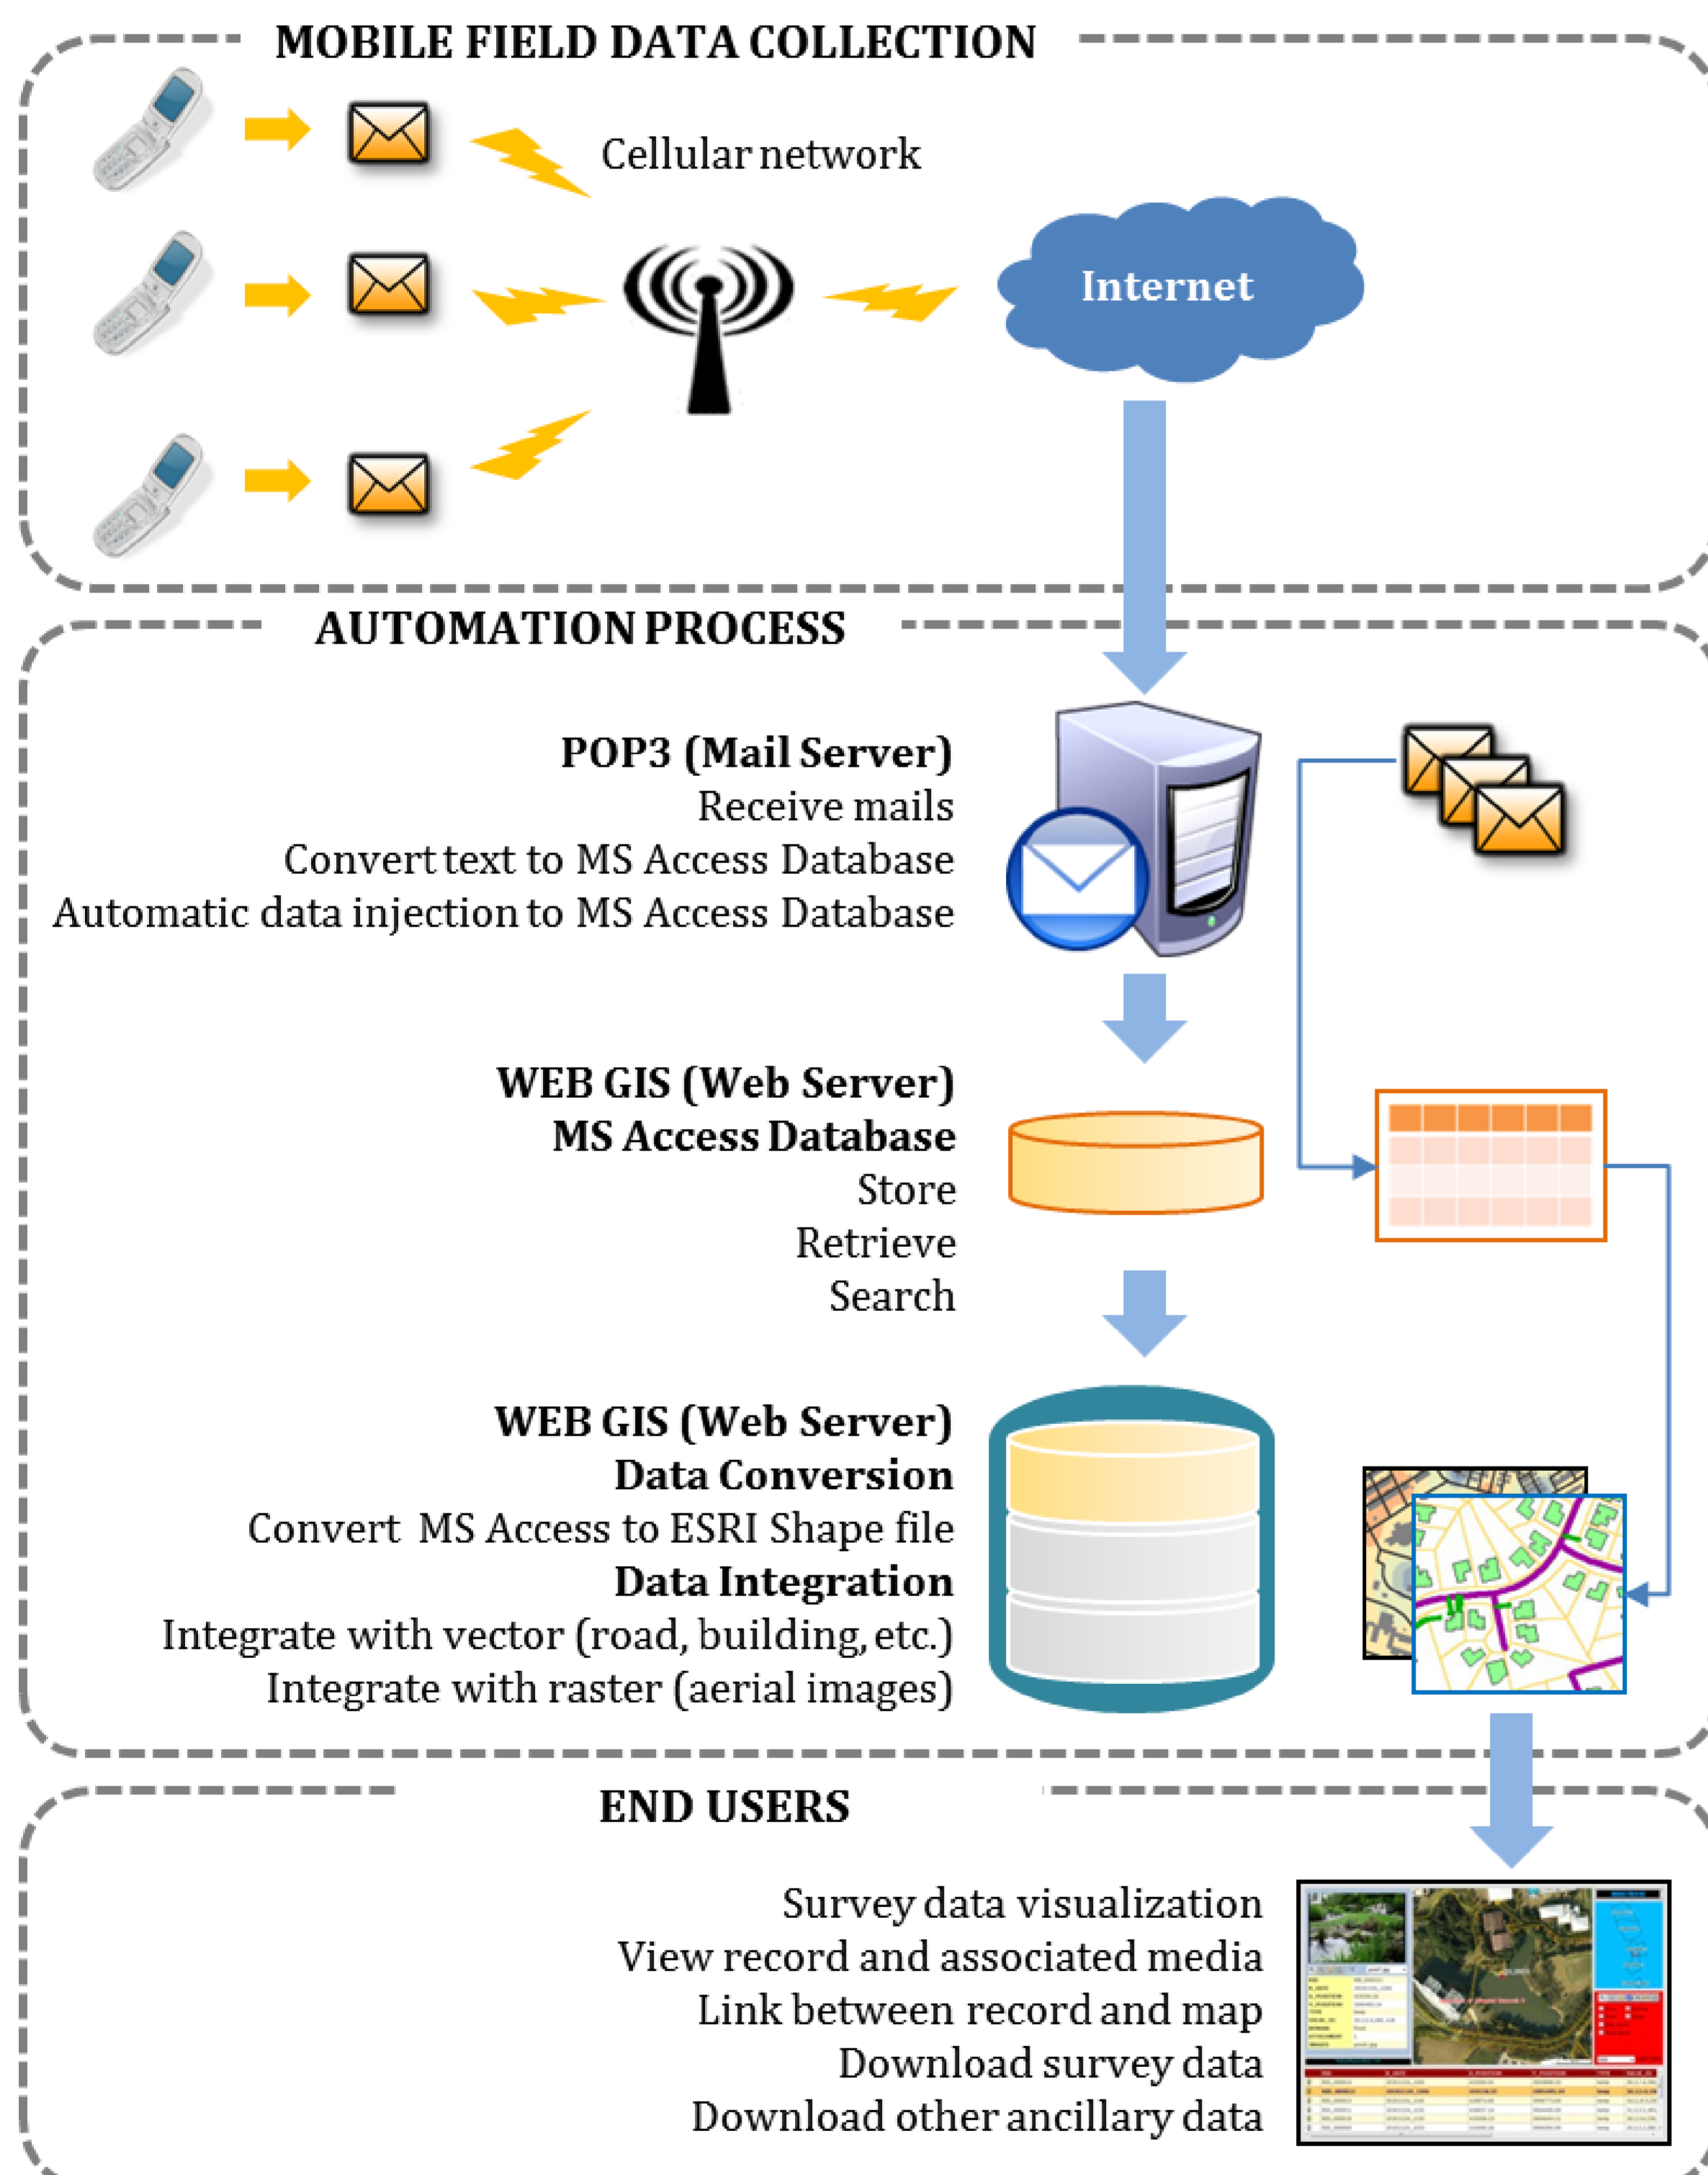 MOBILE FIELD DATA COLLECTION
Cellular network
Internet
AUTOMATION PROCESS
POP3 (Mail Server)
Receive mails
Convert text to MS Access Database
Automatic data injection to MS Access Database
WEB GIS (Web Server)
MS Access Database
Store
Retrieve
Search
WEB GIS (Web Server)
Data Conversion
Convert MS Access to ESRI Shape file
Data Integration
Integrate with vector (road, building, etc.)
Integrate with raster (aerial images)
END USERS
Survey data visualization
View record and associated media
Link between record and map
Download survey data
Download other ancillary data